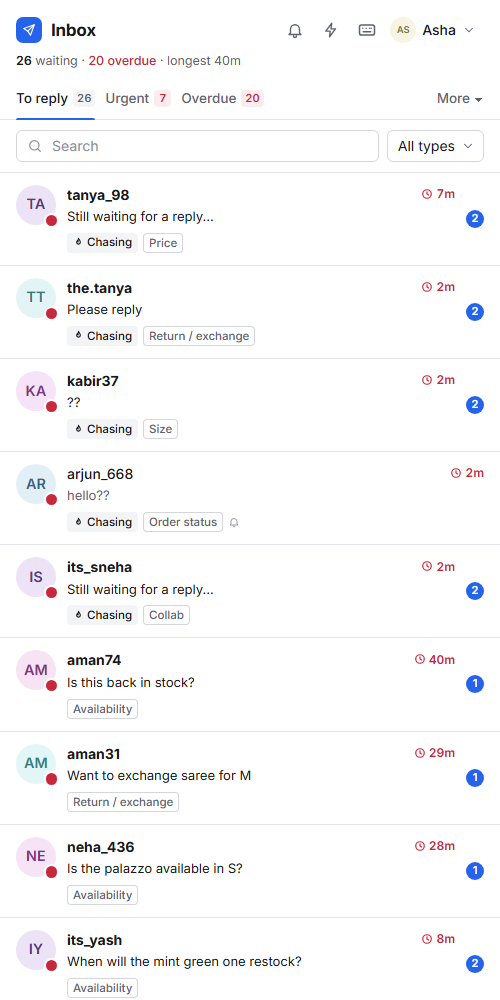 Inbox
AS Asha
26 waiting · 20 overdue · longest 40m
To reply 26 Urgent 7 Overdue 20 More
Search All types
TA tanya_98 7m
Still waiting for a reply... 2
Chasing Price
TT the.tanya 2m
Please reply 2
Chasing Return / exchange
KA kabir37 2m
?? 2
Chasing Size
AR arjun_668 2m
hello??
Chasing Order status
IS its_sneha 2m
Still waiting for a reply... 2
Chasing Collab
AM aman74 40m
Is this back in stock? 1
Availability
AM aman31 29m
Want to exchange saree for M 1
Return / exchange
NE neha_436 28m
Is the palazzo available in S? 1
Availability
IY its_yash 8m
When will the mint green one restock? 2
Availability